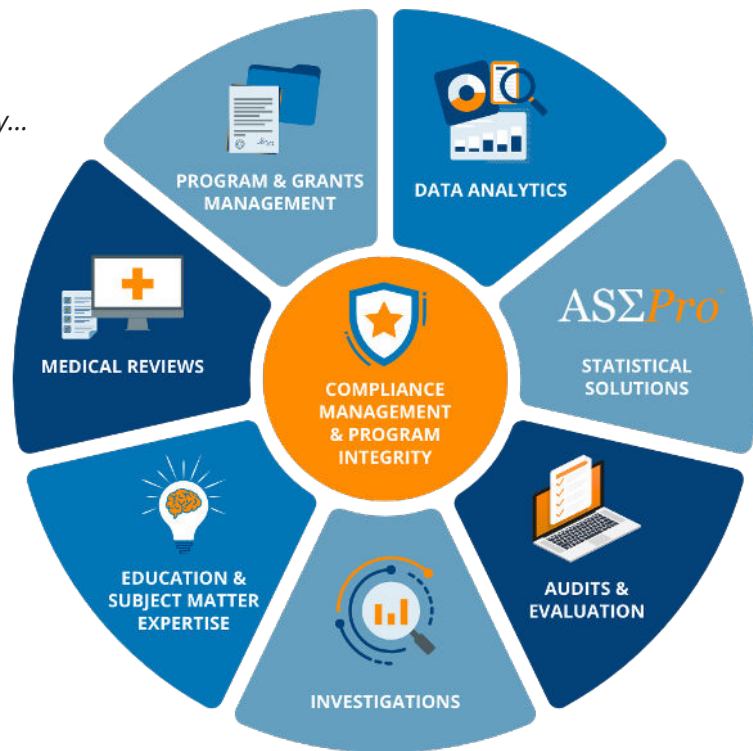 y...
PROGRAM & GRANTS
MANAGEMENT
DATA ANALYTICS
ASΣPro™
STATISTICAL
SOLUTIONS
AUDITS &
EVALUATION
INVESTIGATIONS
EDUCATION &
SUBJECT MATTER
EXPERTISE
MEDICAL REVIEWS
COMPLIANCE
MANAGEMENT
& PROGRAM
INTEGRITY